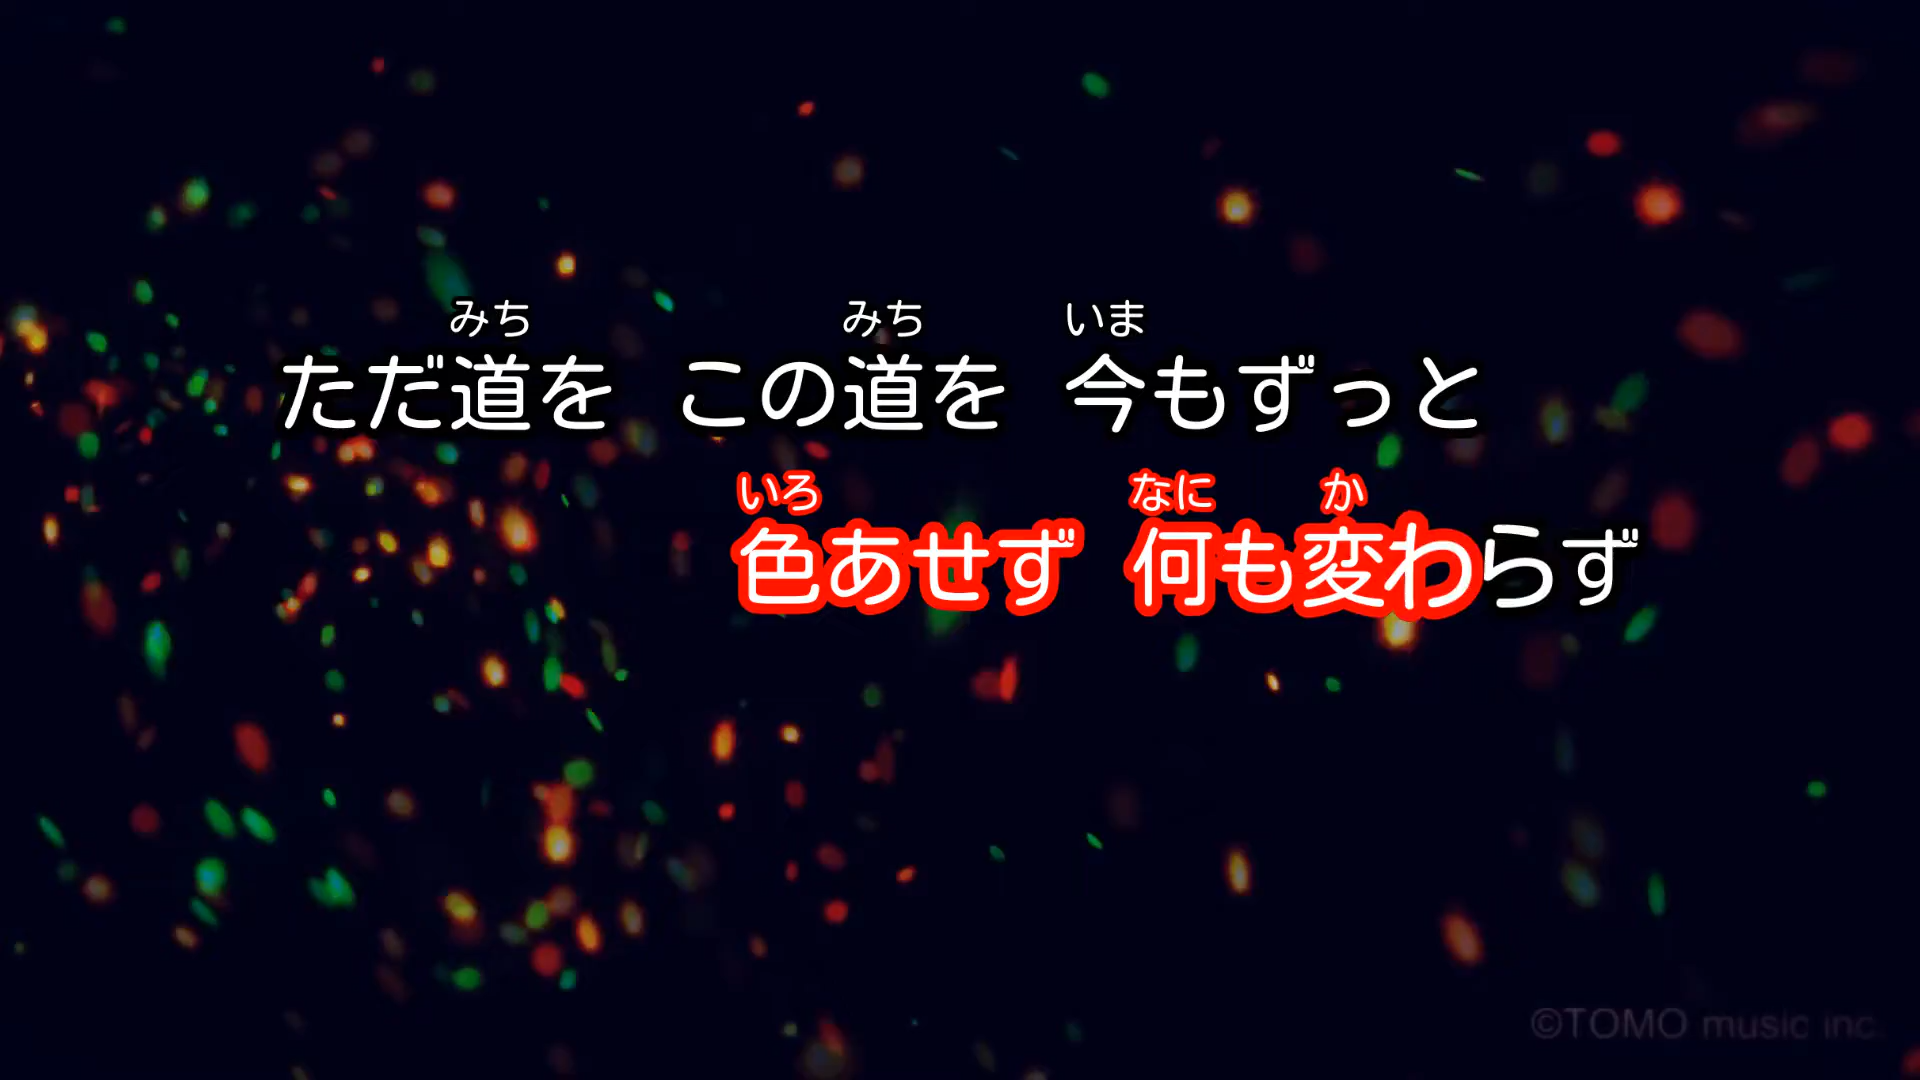 みち みち いま
ただ道を この道を 今もずっと
いろ なに か
色あせず 何も変わらず
©TOMO music inc.